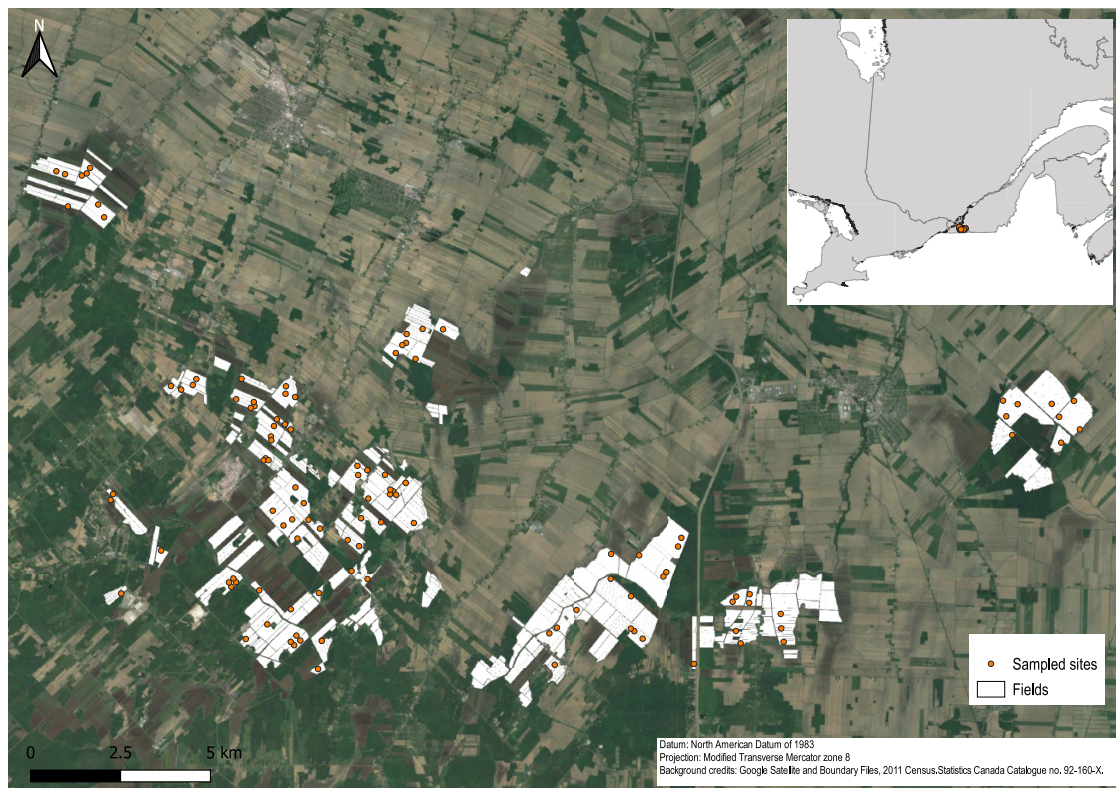 N
Sampled sites
Fields
0 2.5 5 km
Datum: North American Datum of 1983
Projection: Modified Transverse Mercator zone 8
Background credits: Google Satellite and Boundary Files, 2011 Census.Statistics Canada Catalogue no. 92-160-X.